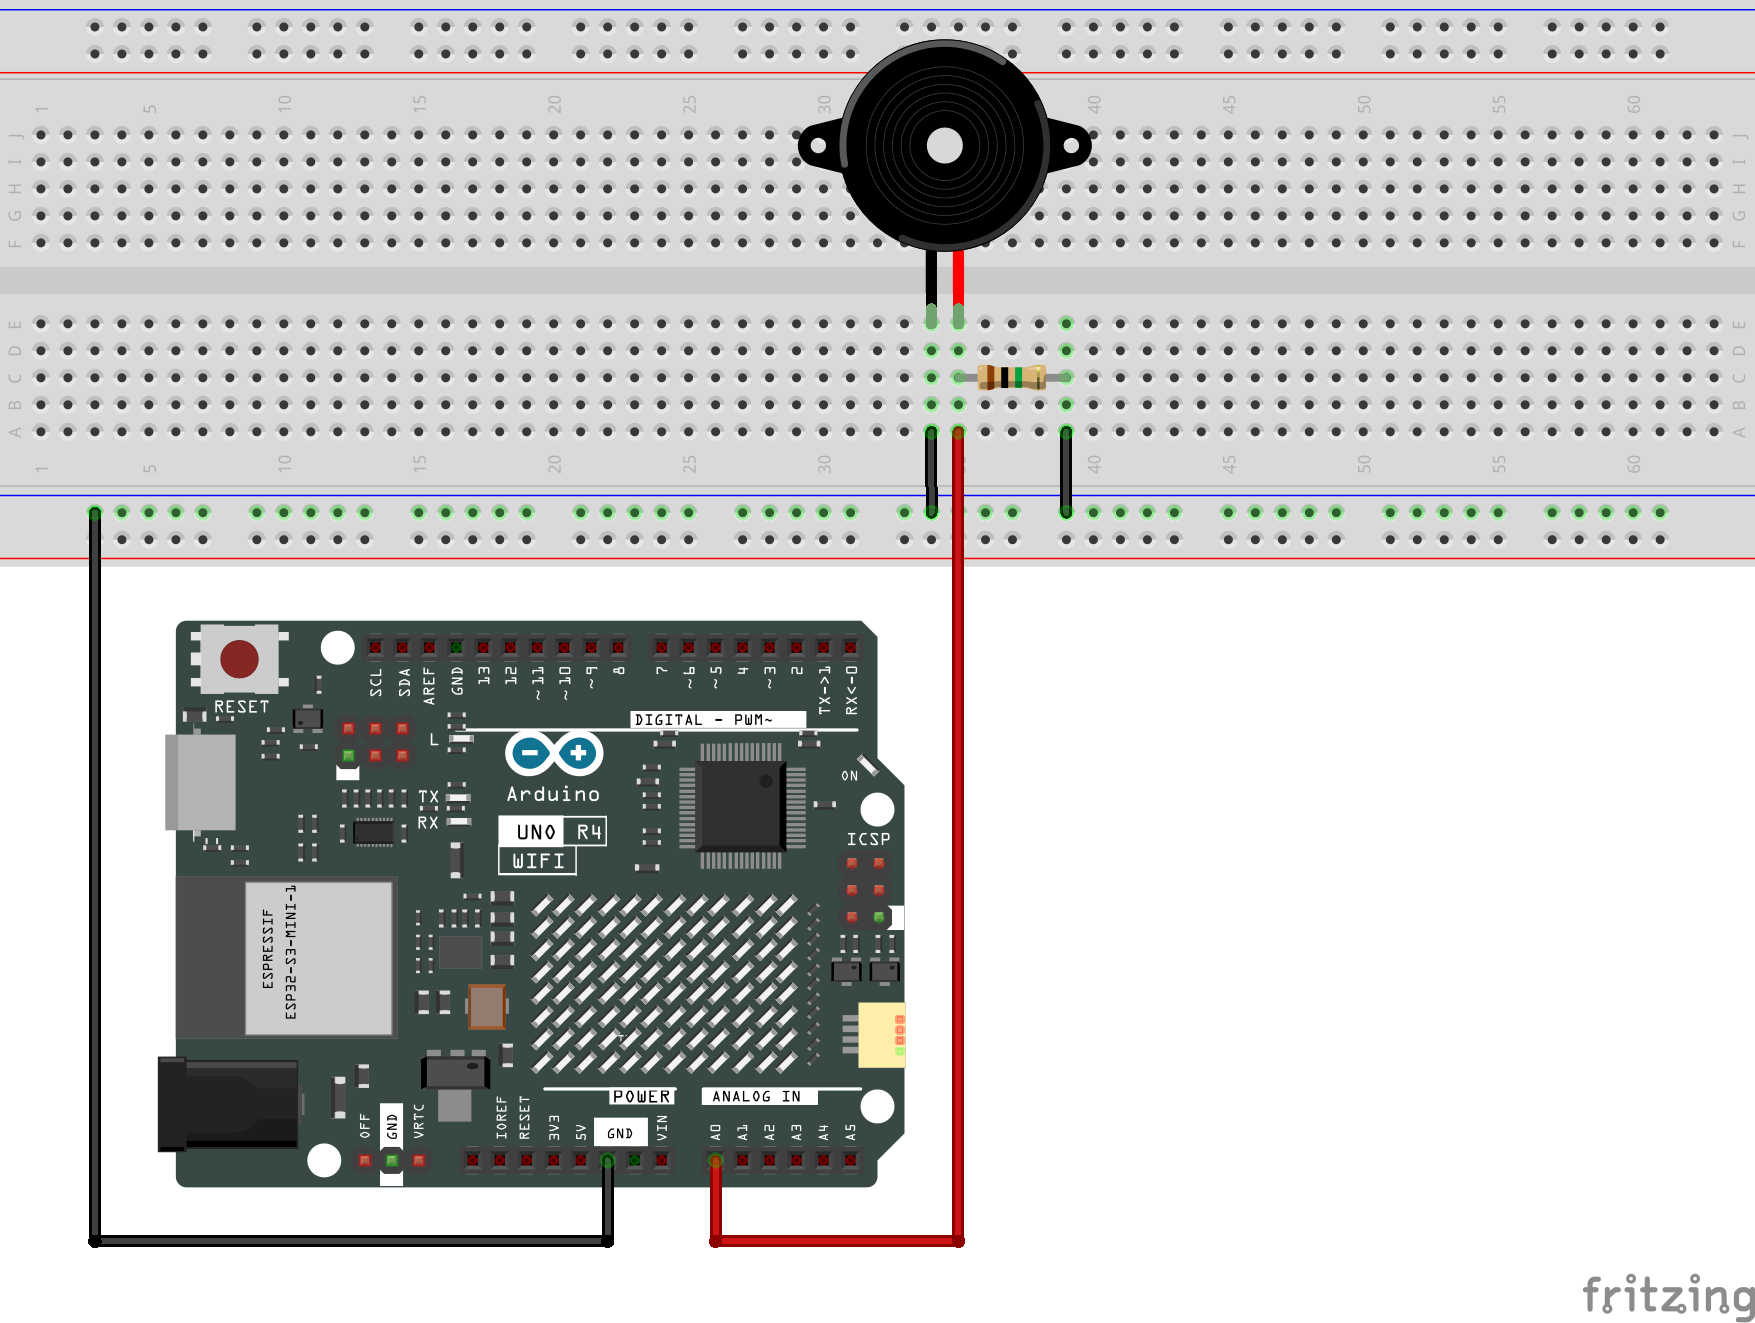 1 5 10 15 20 25 30 40 45 50 55 60
J J
I I
H H
G G
F F
E E
D D
C C
B B
A A
1 5 10 15 20 25 30 40 45 50 55 60
RESET
SCL SDA AREF GND 13 12 ~11 ~10 ~9 8 7 ~6 ~5 4 ~3 2 TX->1 RX<-0
DIGITAL - PWM~
L
ON
TX
RX
Arduino
UNO R4
WIFI
ICSP
ESPRESSIF
ESP32-S3-MINI-1
POWER ANALOG IN
OFF GND VRTC IOREF RESET 3V3 5V GND VIN A0 A1 A2 A3 A4 A5
fritzing